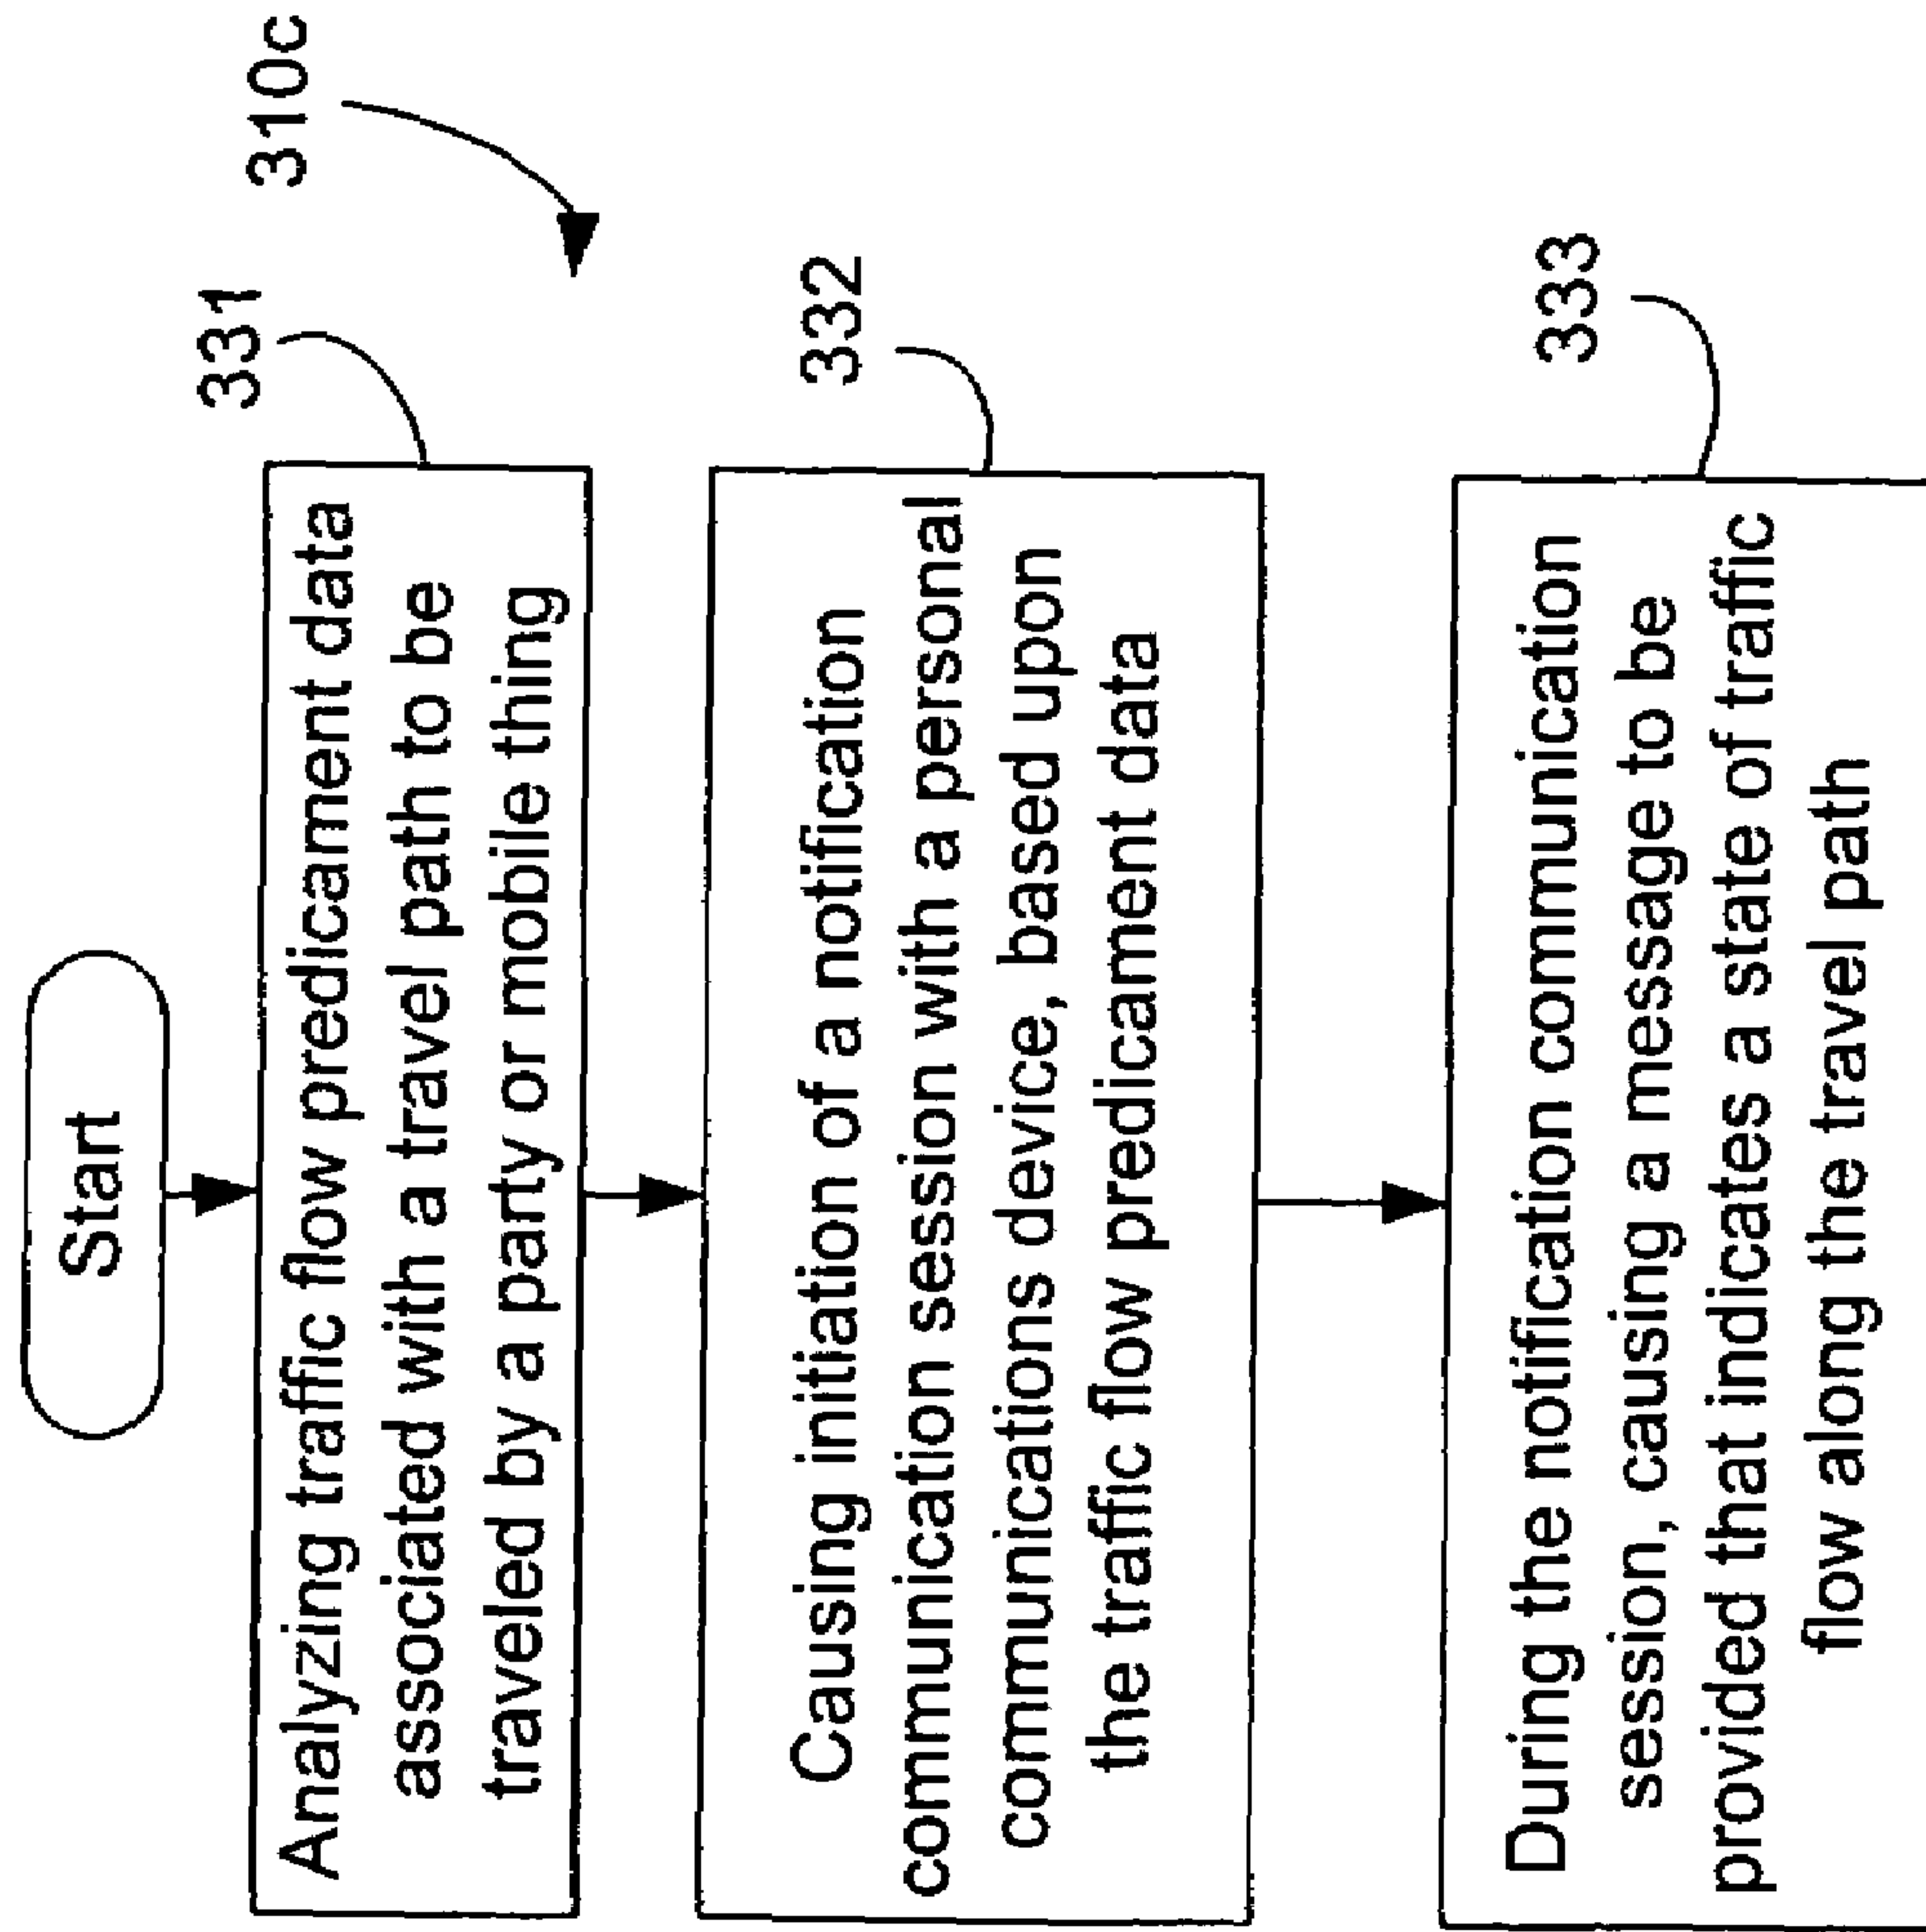 Start
310c
331
Analyzing traffic flow predicament data
associated with a travel path to be
traveled by a party or mobile thing
332
Causing initiation of a notification
communication session with a personal
communications device, based upon
the traffic flow predicament data
333
During the notification communication
session, causing a message to be
provided that indicates a state of traffic
flow along the travel path